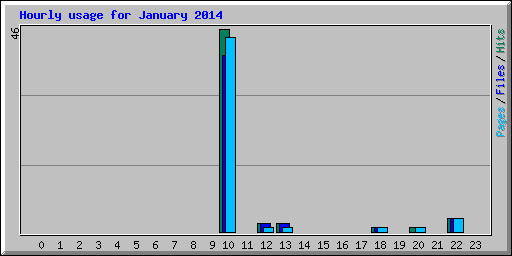 Hourly usage for January 2014
46
Pages/Files/Hits
0 1 2 3 4 5 6 7 8 9 10 11 12 13 14 15 16 17 18 19 20 21 22 23